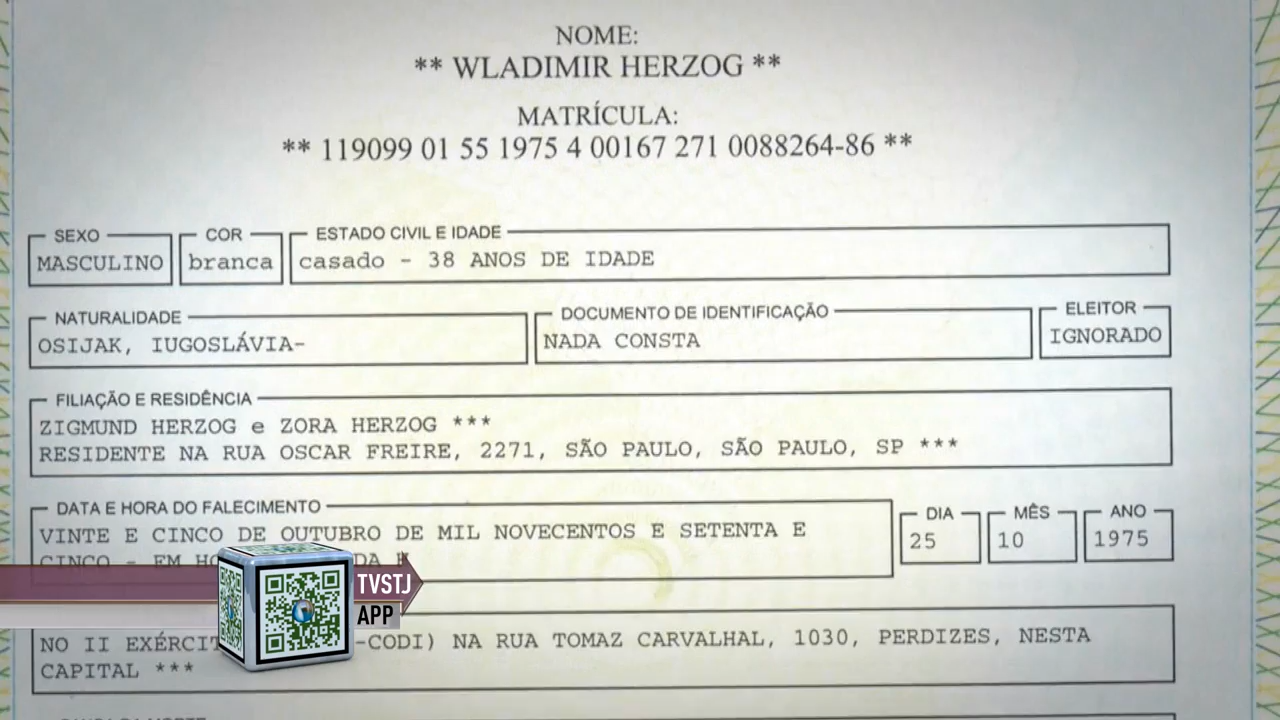 NOME:
** WLADIMIR HERZOG **
MATRÍCULA:
** 119099 01 55 1975 4 00167 271 0088264-86 **
SEXO
MASCULINO
COR
branca
ESTADO CIVIL E IDADE
casado - 38 ANOS DE IDADE
NATURALIDADE
OSIJAK, IUGOSLÁVIA-
DOCUMENTO DE IDENTIFICAÇÃO
NADA CONSTA
ELEITOR
IGNORADO
FILIAÇÃO E RESIDÊNCIA
ZIGMUND HERZOG e ZORA HERZOG ***
RESIDENTE NA RUA OSCAR FREIRE, 2271, SÃO PAULO, SÃO PAULO, SP ***
DATA E HORA DO FALECIMENTO
VINTE E CINCO DE OUTUBRO DE MIL NOVECENTOS E SETENTA E
CINCO - EM
DIA
25
MÊS
10
ANO
1975
TVSTJ
APP
NO II -CODI) NA RUA TOMAZ CARVALHAL, 1030, PERDIZES, NESTA
CAPITAL ***